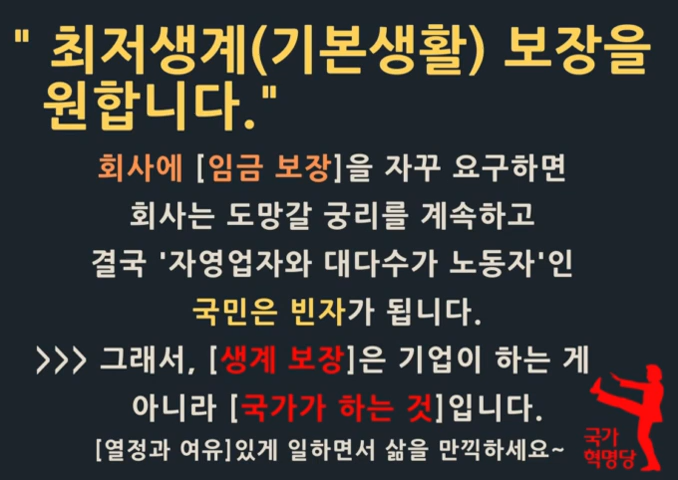 " 최저생계(기본생활) 보장을
원합니다."
회사에 [임금 보장]을 자꾸 요구하면
회사는 도망갈 궁리를 계속하고
결국 '자영업자와 대다수가 노동자'인
국민은 빈자가 됩니다.
>>> 그래서, [생계 보장]은 기업이 하는 게
아니라 [국가가 하는 것]입니다.
[열정과 여유]있게 일하면서 삶을 만끽하세요~
국가
혁명당